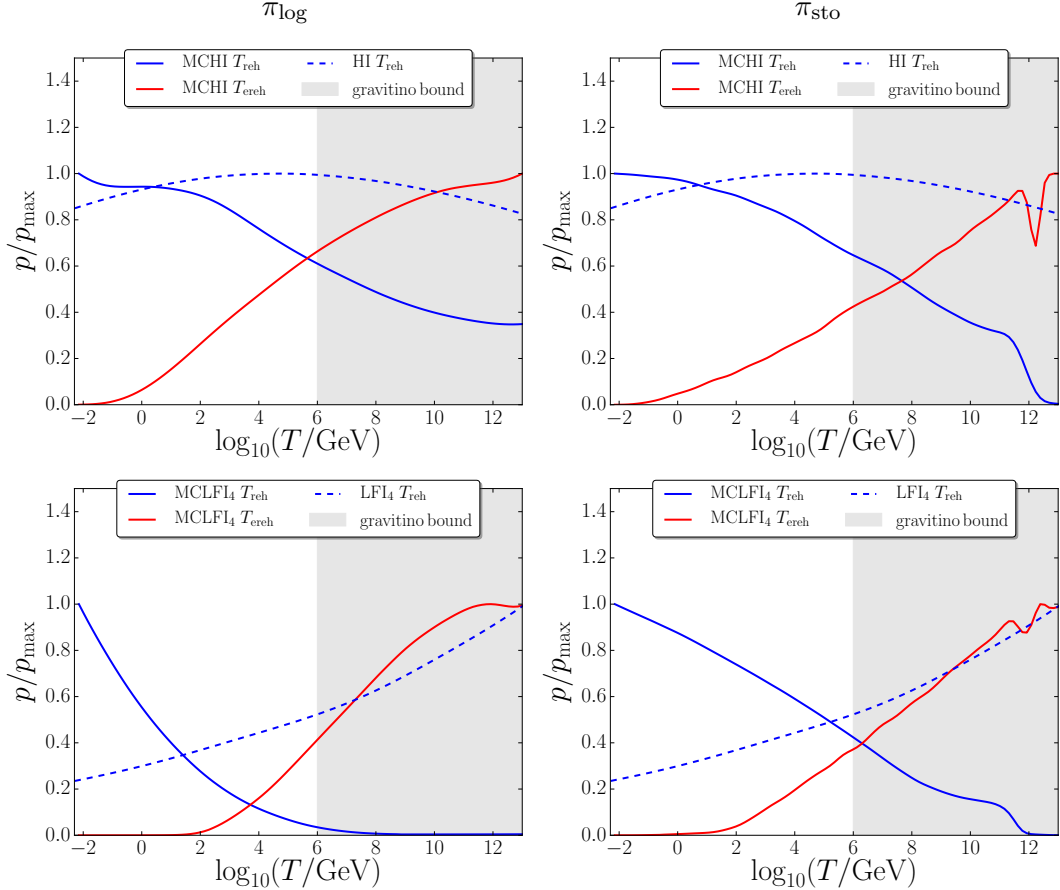 π_log π_sto
MCHI T_reh HI T_reh
MCHI T_ereh gravitino bound
MCHI T_reh HI T_reh
MCHI T_ereh gravitino bound
p/p_max
1.4
1.2
1.0
0.8
0.6
0.4
0.2
0.0
−2 0 2 4 6 8 10 12
log_10(T/GeV)
p/p_max
1.4
1.2
1.0
0.8
0.6
0.4
0.2
0.0
−2 0 2 4 6 8 10 12
log_10(T/GeV)
MCLFI_4 T_reh LFI_4 T_reh
MCLFI_4 T_ereh gravitino bound
MCLFI_4 T_reh LFI_4 T_reh
MCLFI_4 T_ereh gravitino bound
p/p_max
1.4
1.2
1.0
0.8
0.6
0.4
0.2
0.0
−2 0 2 4 6 8 10 12
log_10(T/GeV)
p/p_max
1.4
1.2
1.0
0.8
0.6
0.4
0.2
0.0
−2 0 2 4 6 8 10 12
log_10(T/GeV)